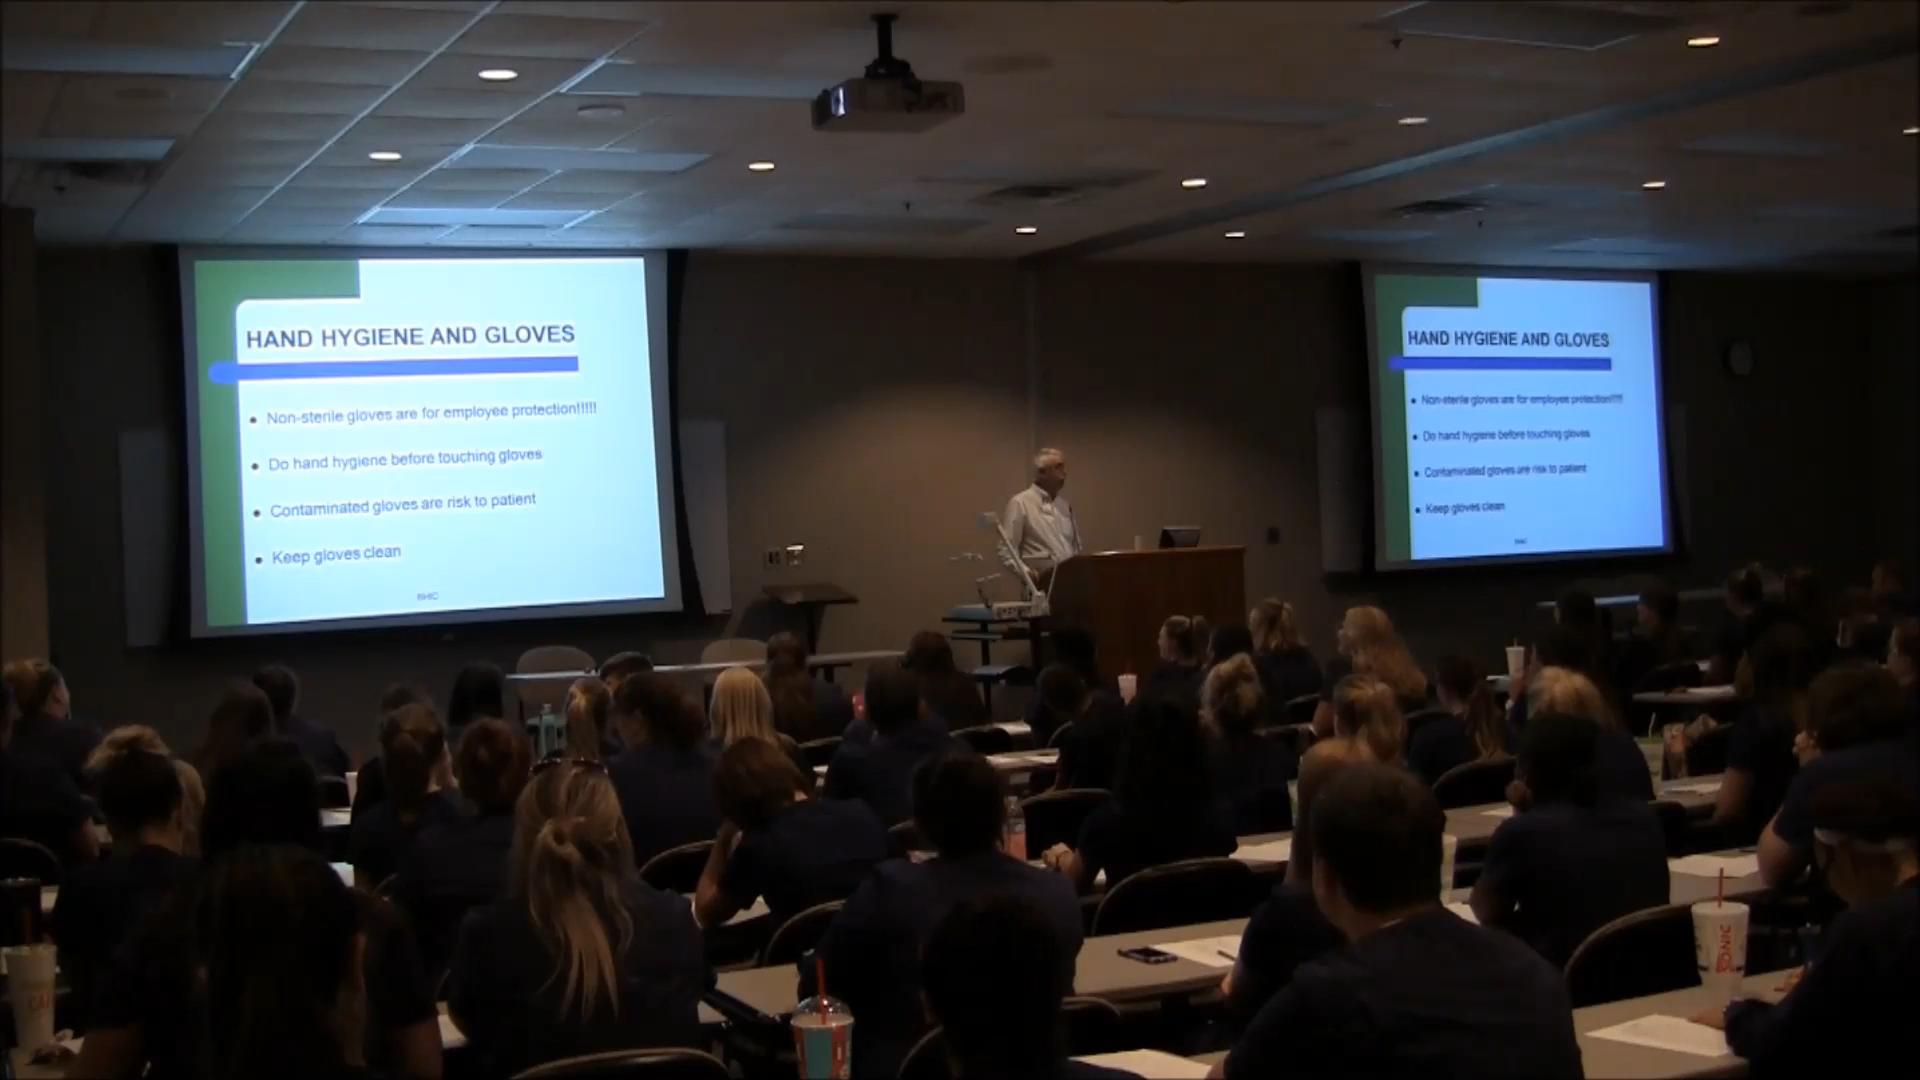 HAND HYGIENE AND GLOVES
Non-sterile gloves are for employee protection!!!!!
Do hand hygiene before touching gloves
Contaminated gloves are risk to patient
Keep gloves clean
HAND HYGIENE AND GLOVES
Non-sterile gloves are for employee protection!!!!!
Do hand hygiene before touching gloves
Contaminated gloves are risk to patient
Keep gloves clean
SONIC